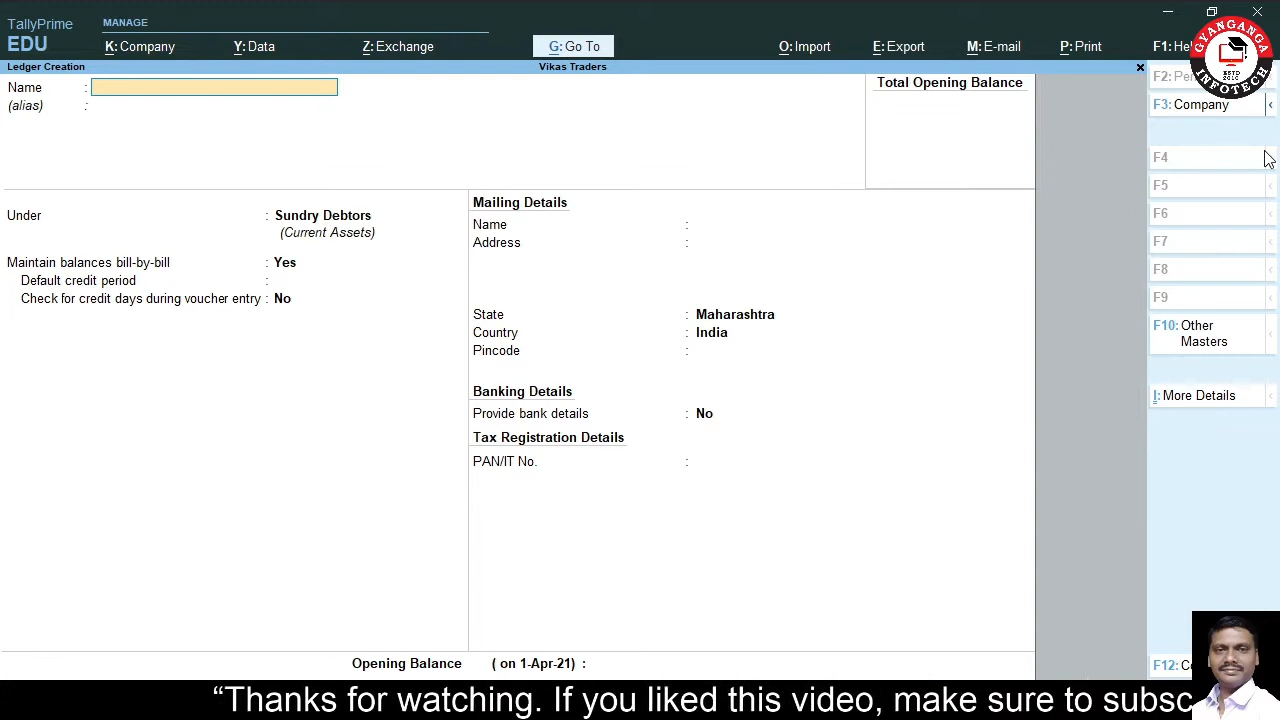 TallyPrime
EDU
MANAGE
K: Company
Y: Data
Z: Exchange
G: Go To
O: Import
E: Export
M: E-mail
P: Print
F1:
Ledger Creation
Vikas Traders
Name :
(alias) :
Total Opening Balance
Under : Sundry Debtors
(Current Assets)
Maintain balances bill-by-bill : Yes
Default credit period :
Check for credit days during voucher entry : No
Mailing Details
Name :
Address :
State : Maharashtra
Country : India
Pincode :
Banking Details
Provide bank details : No
Tax Registration Details
PAN/IT No. :
Opening Balance ( on 1-Apr-21) :
F2:
F3: Company
F4
F5
F6
F7
F8
F9
F10: Other
Masters
I: More Details
F12:
GYANGANGA
ESTD
2010
INFOTECH
“Thanks for watching. If you liked this video, make sure to subsc